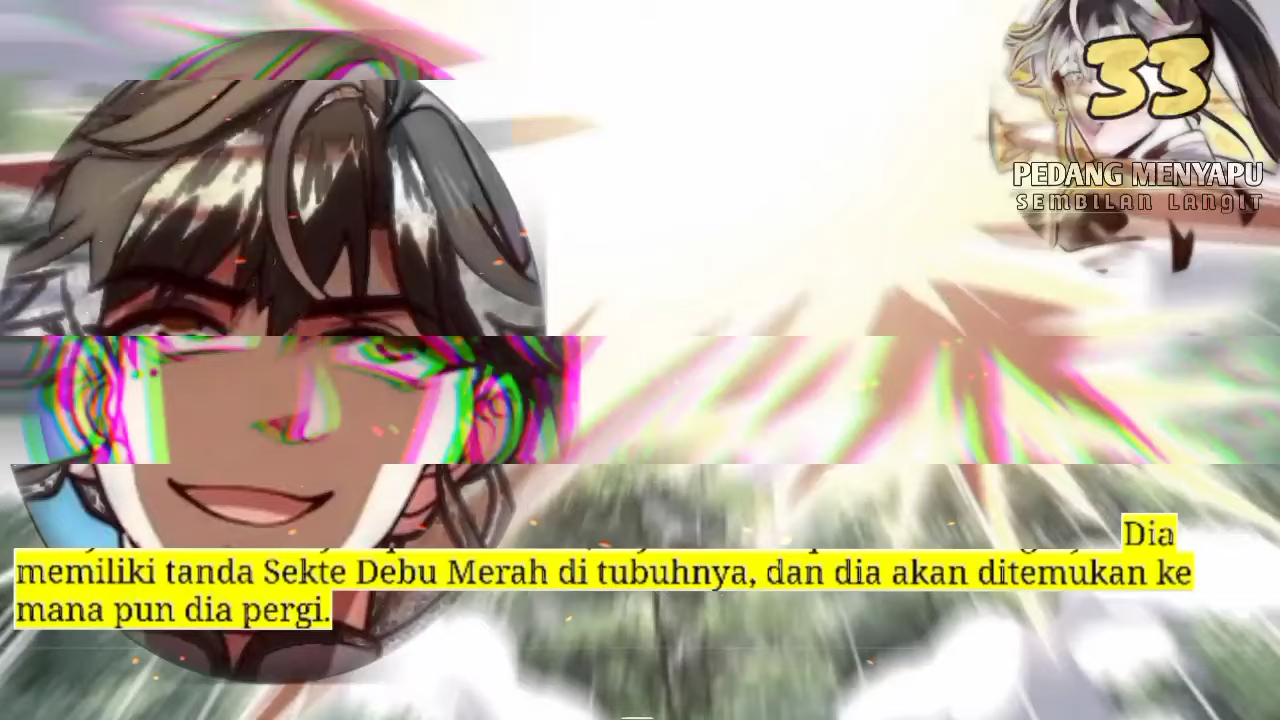 33
PEDANG MENYAPU
SEMBILAN LANGIT
Dia
memiliki tanda Sekte Debu Merah di tubuhnya, dan dia akan ditemukan ke
mana pun dia pergi.